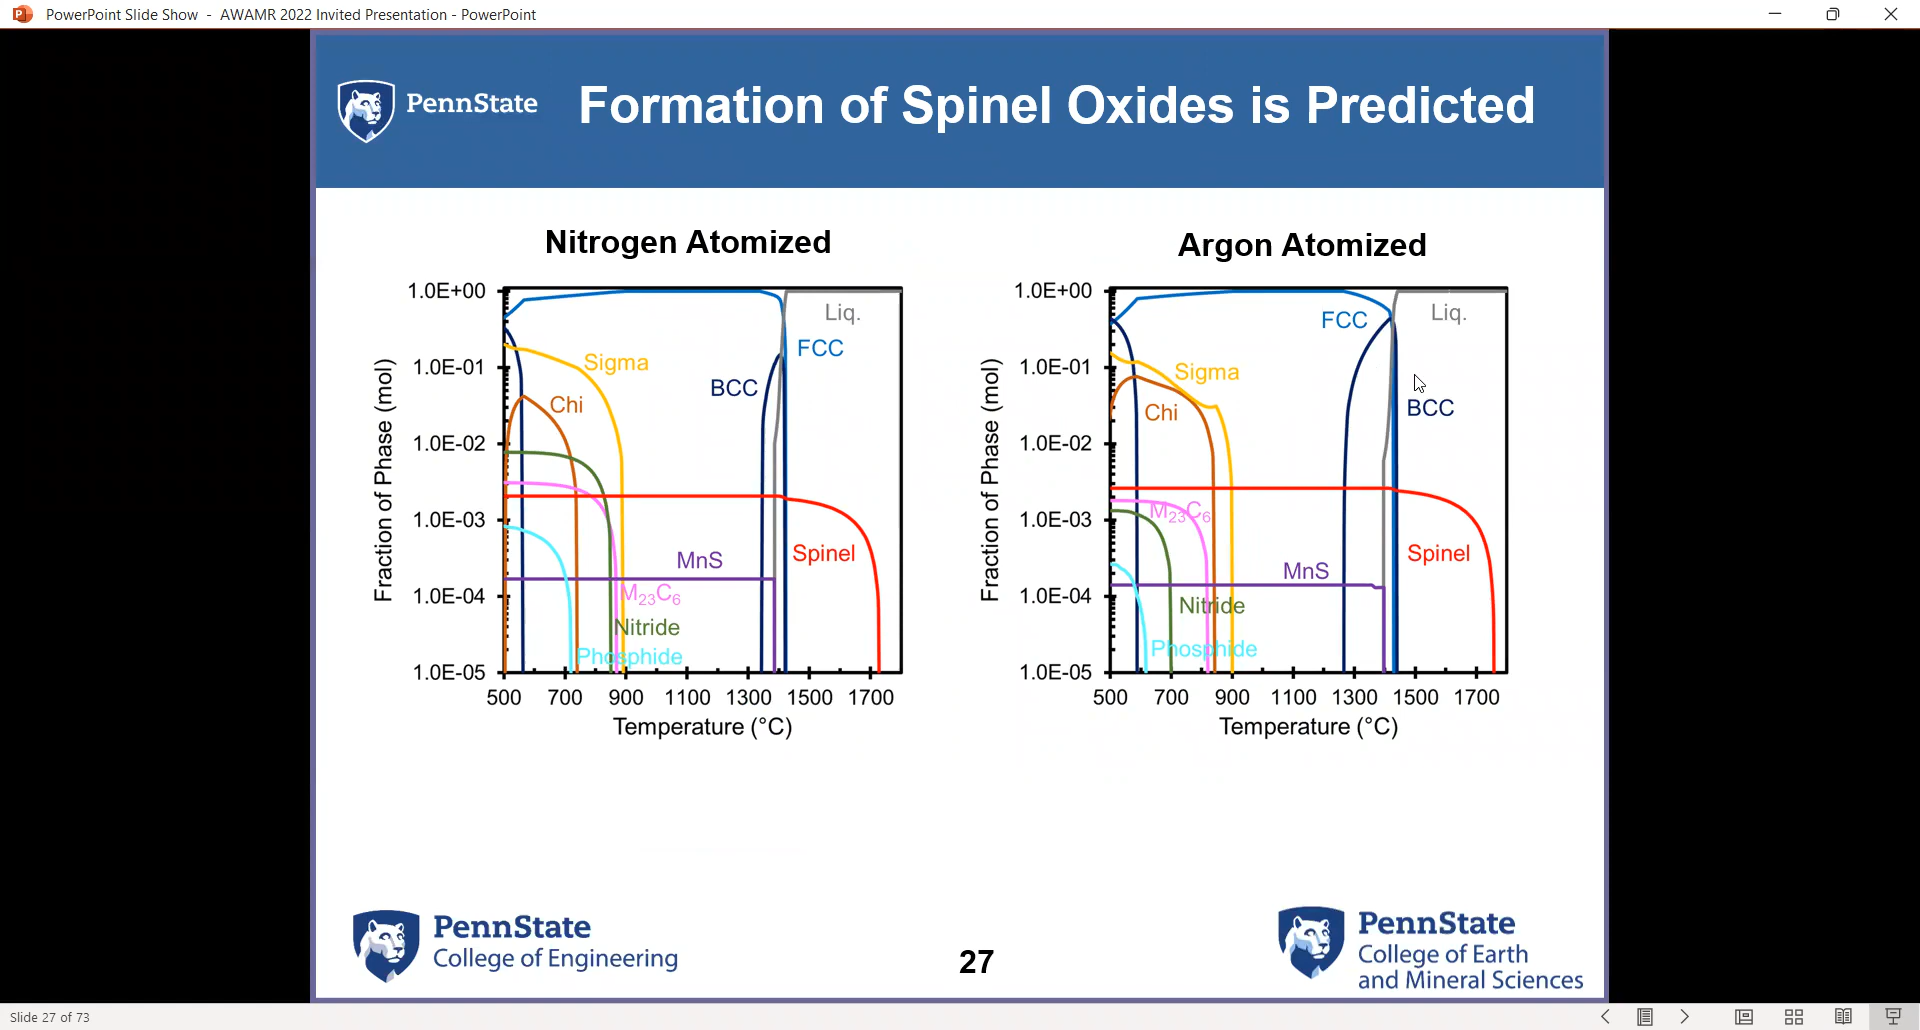 PowerPoint Slide Show - AWAMR 2022 Invited Presentation - PowerPoint
PennState
Formation of Spinel Oxides is Predicted
Nitrogen Atomized
Fraction of Phase (mol)
1.0E+00
1.0E-01
1.0E-02
1.0E-03
1.0E-04
1.0E-05
Liq.
FCC
Sigma
BCC
Chi
MnS
Spinel
M23C6
Nitride
Phosphide
500 700 900 1100 1300 1500 1700
Temperature (°C)
Argon Atomized
Fraction of Phase (mol)
1.0E+00
1.0E-01
1.0E-02
1.0E-03
1.0E-04
1.0E-05
FCC
Liq.
Sigma
Chi
BCC
M23C6
Spinel
MnS
Nitride
Phosphide
500 700 900 1100 1300 1500 1700
Temperature (°C)
PennState
College of Engineering
27
PennState
College of Earth
and Mineral Sciences
Slide 27 of 73